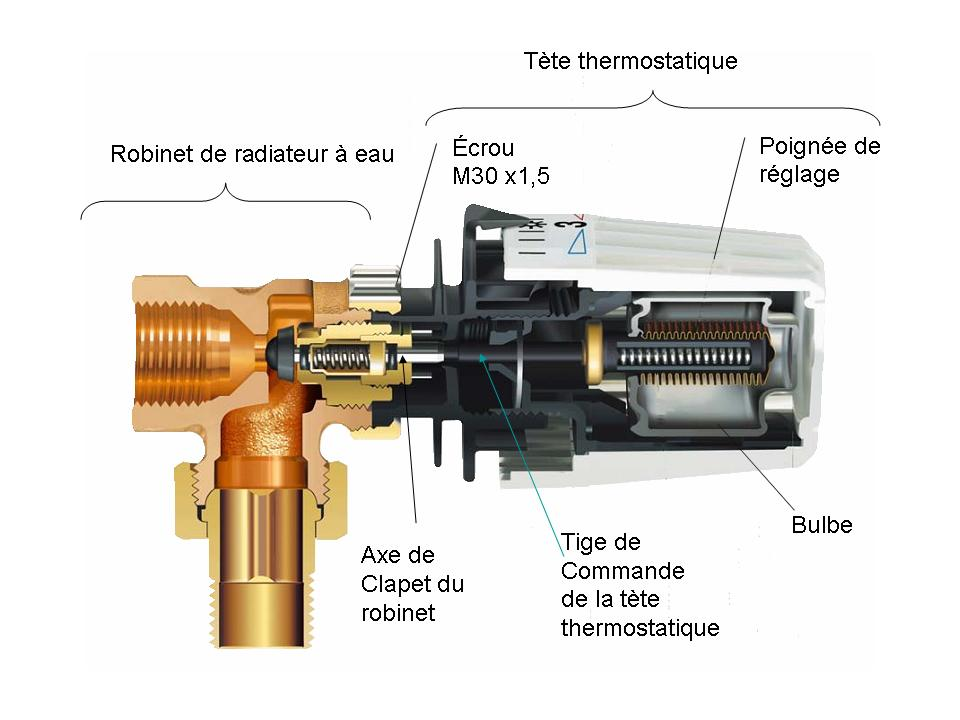 Tète thermostatique
Robinet de radiateur à eau
Écrou
M30 x1,5
Poignée de
réglage
3
Bulbe
Axe de
Clapet du
robinet
Tige de
Commande
de la tète
thermostatique